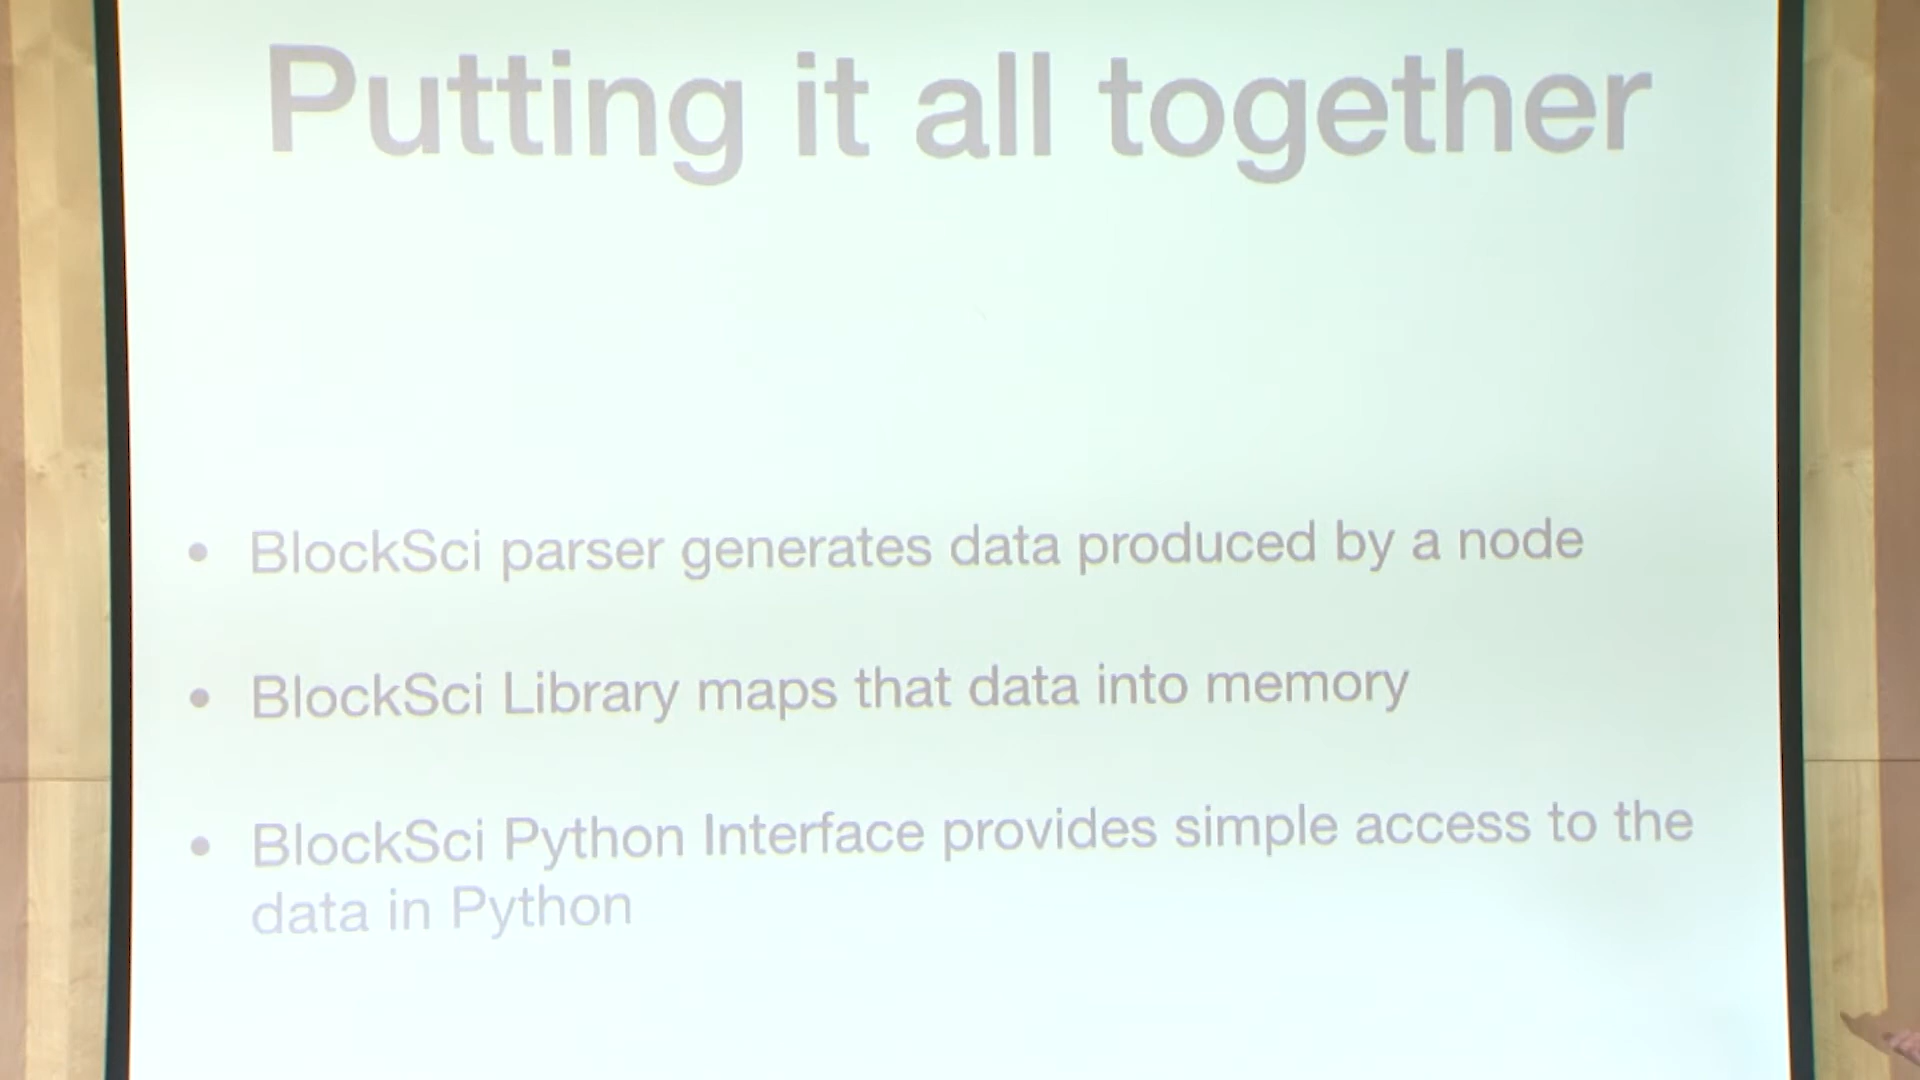 Putting it all together
• BlockSci parser generates data produced by a node
• BlockSci Library maps that data into memory
• BlockSci Python Interface provides simple access to the
data in Python